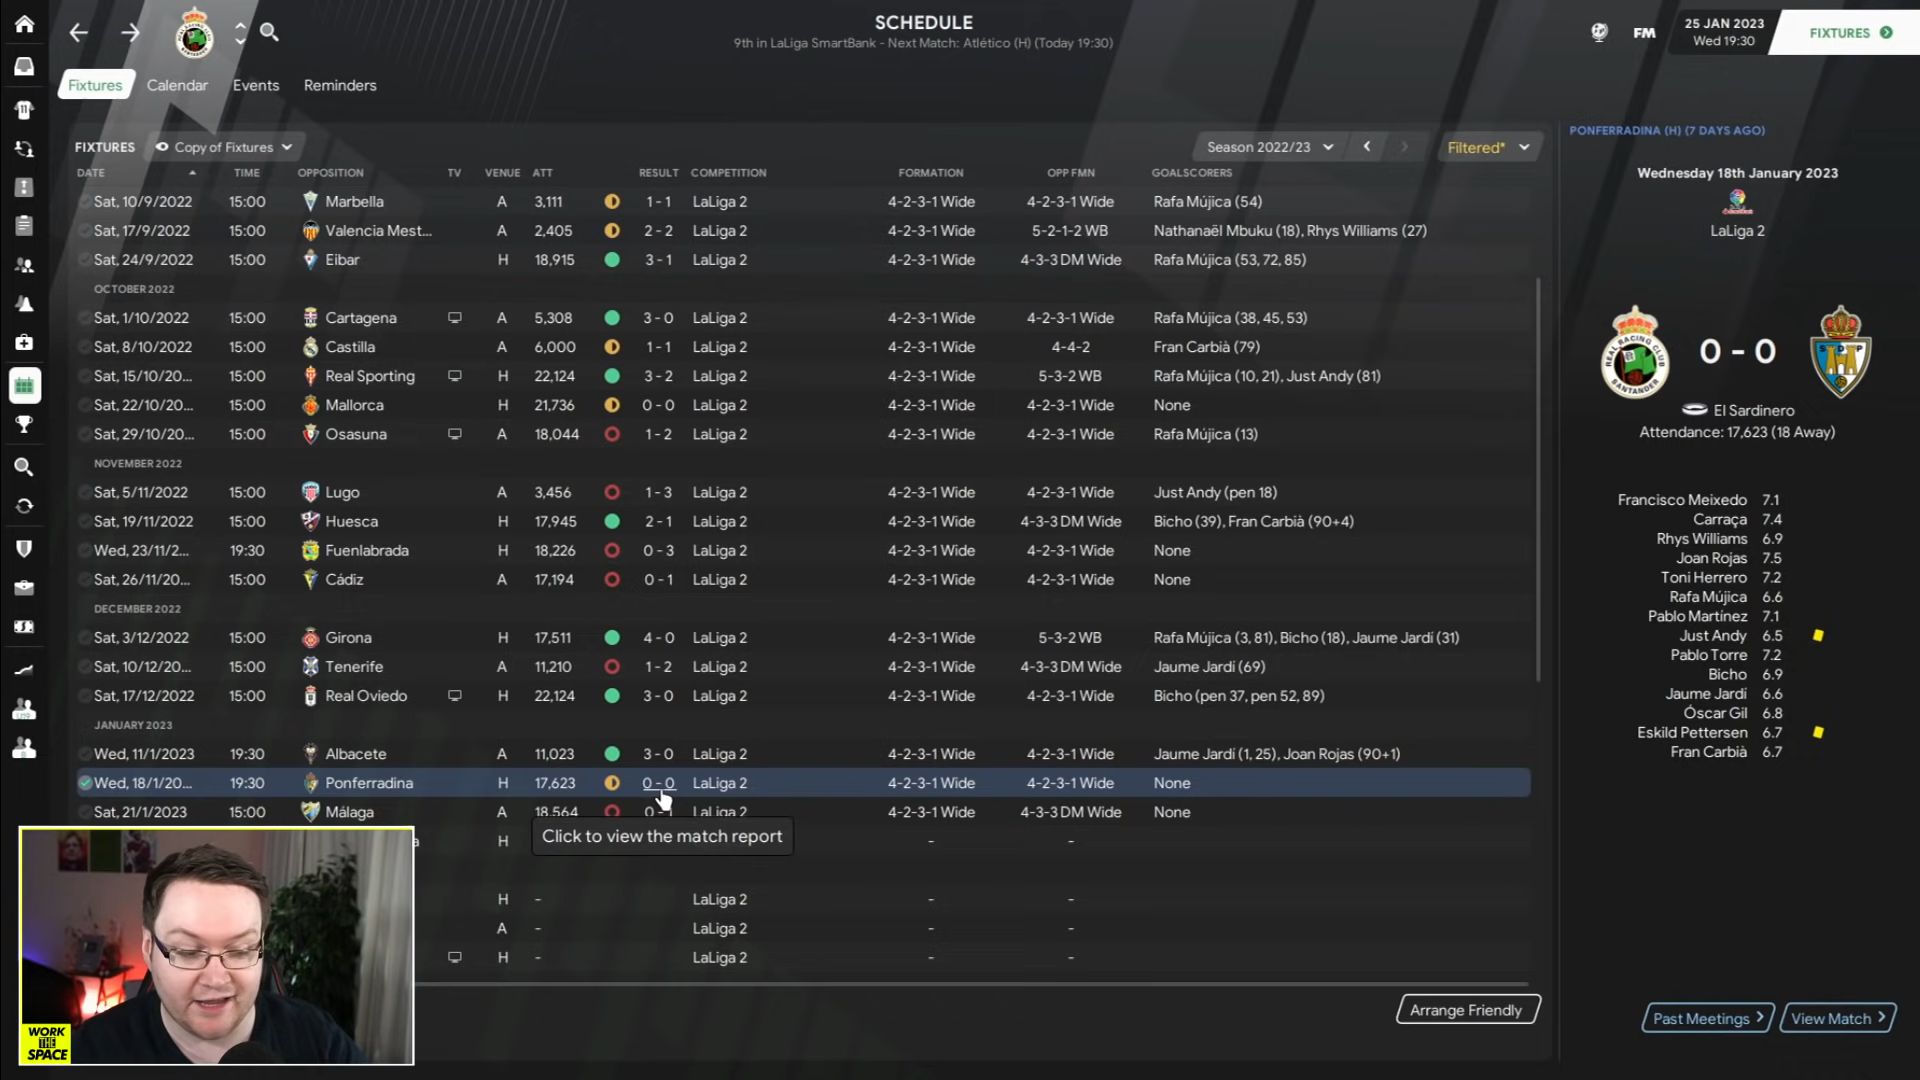 SCHEDULE
9th in LaLiga SmartBank - Next Match: Atlético (H) (Today 19:30)
FM
25 JAN 2023
Wed 19:30
FIXTURES
Fixtures Calendar Events Reminders
FIXTURES Copy of Fixtures Season 2022/23 Filtered*
DATE TIME OPPOSITION TV VENUE ATT RESULT COMPETITION FORMATION OPP FMN GOALSCORERS
Sat, 10/9/2022 15:00 Marbella A 3,111 1 - 1 LaLiga 2 4-2-3-1 Wide 4-2-3-1 Wide Rafa Mújica (54)
Sat, 17/9/2022 15:00 Valencia Mest... A 2,405 2 - 2 LaLiga 2 4-2-3-1 Wide 5-2-1-2 WB Nathanaël Mbuku (18), Rhys Williams (27)
Sat, 24/9/2022 15:00 Eibar H 18,915 3 - 1 LaLiga 2 4-2-3-1 Wide 4-3-3 DM Wide Rafa Mújica (53, 72, 85)
OCTOBER 2022
Sat, 1/10/2022 15:00 Cartagena A 5,308 3 - 0 LaLiga 2 4-2-3-1 Wide 4-2-3-1 Wide Rafa Mújica (38, 45, 53)
Sat, 8/10/2022 15:00 Castilla A 6,000 1 - 1 LaLiga 2 4-2-3-1 Wide 4-4-2 Fran Carbià (79)
Sat, 15/10/20... 15:00 Real Sporting H 22,124 3 - 2 LaLiga 2 4-2-3-1 Wide 5-3-2 WB Rafa Mújica (10, 21), Just Andy (81)
Sat, 22/10/20... 15:00 Mallorca H 21,736 0 - 0 LaLiga 2 4-2-3-1 Wide 4-2-3-1 Wide None
Sat, 29/10/20... 15:00 Osasuna A 18,044 1 - 2 LaLiga 2 4-2-3-1 Wide 4-2-3-1 Wide Rafa Mújica (13)
NOVEMBER 2022
Sat, 5/11/2022 15:00 Lugo A 3,456 1 - 3 LaLiga 2 4-2-3-1 Wide 4-2-3-1 Wide Just Andy (pen 18)
Sat, 19/11/2022 15:00 Huesca H 17,945 2 - 1 LaLiga 2 4-2-3-1 Wide 4-3-3 DM Wide Bicho (39), Fran Carbià (90+4)
Wed, 23/11/2... 19:30 Fuenlabrada H 18,226 0 - 3 LaLiga 2 4-2-3-1 Wide 4-2-3-1 Wide None
Sat, 26/11/20... 15:00 Cádiz A 17,194 0 - 1 LaLiga 2 4-2-3-1 Wide 4-2-3-1 Wide None
DECEMBER 2022
Sat, 3/12/2022 15:00 Girona H 17,511 4 - 0 LaLiga 2 4-2-3-1 Wide 5-3-2 WB Rafa Mújica (3, 81), Bicho (18), Jaume Jardí (31)
Sat, 10/12/20... 15:00 Tenerife A 11,210 1 - 2 LaLiga 2 4-2-3-1 Wide 4-3-3 DM Wide Jaume Jardí (69)
Sat, 17/12/2022 15:00 Real Oviedo H 22,124 3 - 0 LaLiga 2 4-2-3-1 Wide 4-2-3-1 Wide Bicho (pen 37, pen 52, 89)
JANUARY 2023
Wed, 11/1/2023 19:30 Albacete A 11,023 3 - 0 LaLiga 2 4-2-3-1 Wide 4-2-3-1 Wide Jaume Jardí (1, 25), Joan Rojas (90+1)
Wed, 18/1/20... 19:30 Ponferradina H 17,623 0 - 0 LaLiga 2 4-2-3-1 Wide 4-2-3-1 Wide None
Sat, 21/1/2023 15:00 Málaga A 18,564 0 - 1 LaLiga 2 4-2-3-1 Wide 4-3-3 DM Wide None
H - -
Click to view the match report
H - LaLiga 2 - -
A - LaLiga 2 - -
H - LaLiga 2 - -
Arrange Friendly
WORK
THE
SPACE
PONFERRADINA (H) (7 DAYS AGO)
Wednesday 18th January 2023
LaLiga 2
REAL RACING CLUB
SANTANDER
0 - 0
S D P
El Sardinero
Attendance: 17,623 (18 Away)
Francisco Meixedo 7.1
Carraça 7.4
Rhys Williams 6.9
Joan Rojas 7.5
Toni Herrero 7.2
Rafa Mújica 6.6
Pablo Martínez 7.1
Just Andy 6.5
Pablo Torre 7.2
Bicho 6.9
Jaume Jardí 6.6
Óscar Gil 6.8
Eskild Pettersen 6.7
Fran Carbià 6.7
Past Meetings View Match